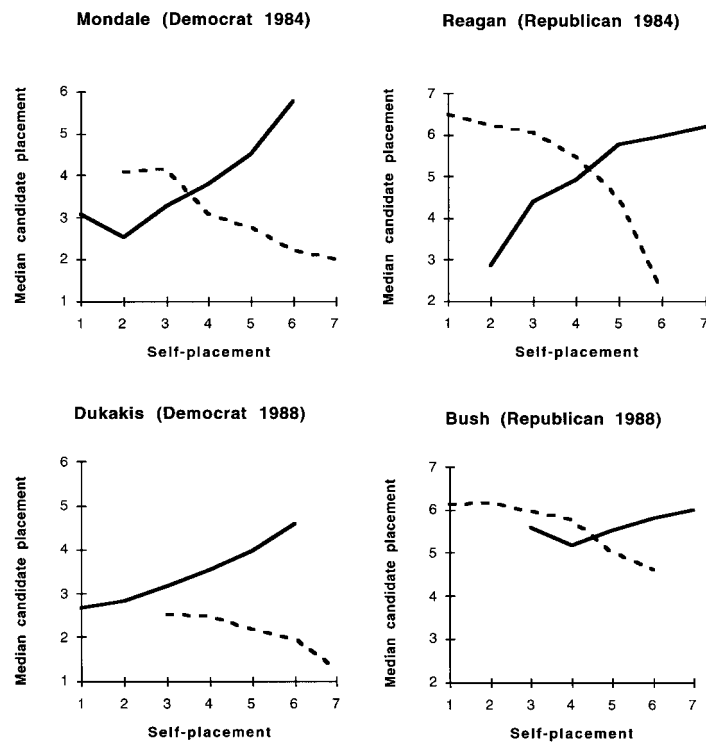 Mondale (Democrat 1984)
Median candidate placement
6
5
4
3
2
1
1 2 3 4 5 6 7
Self-placement
Reagan (Republican 1984)
Median candidate placement
7
6
5
4
3
2
1 2 3 4 5 6 7
Self-placement
Dukakis (Democrat 1988)
Median candidate placement
6
5
4
3
2
1
1 2 3 4 5 6 7
Self-placement
Bush (Republican 1988)
Median candidate placement
7
6
5
4
3
2
1 2 3 4 5 6 7
Self-placement